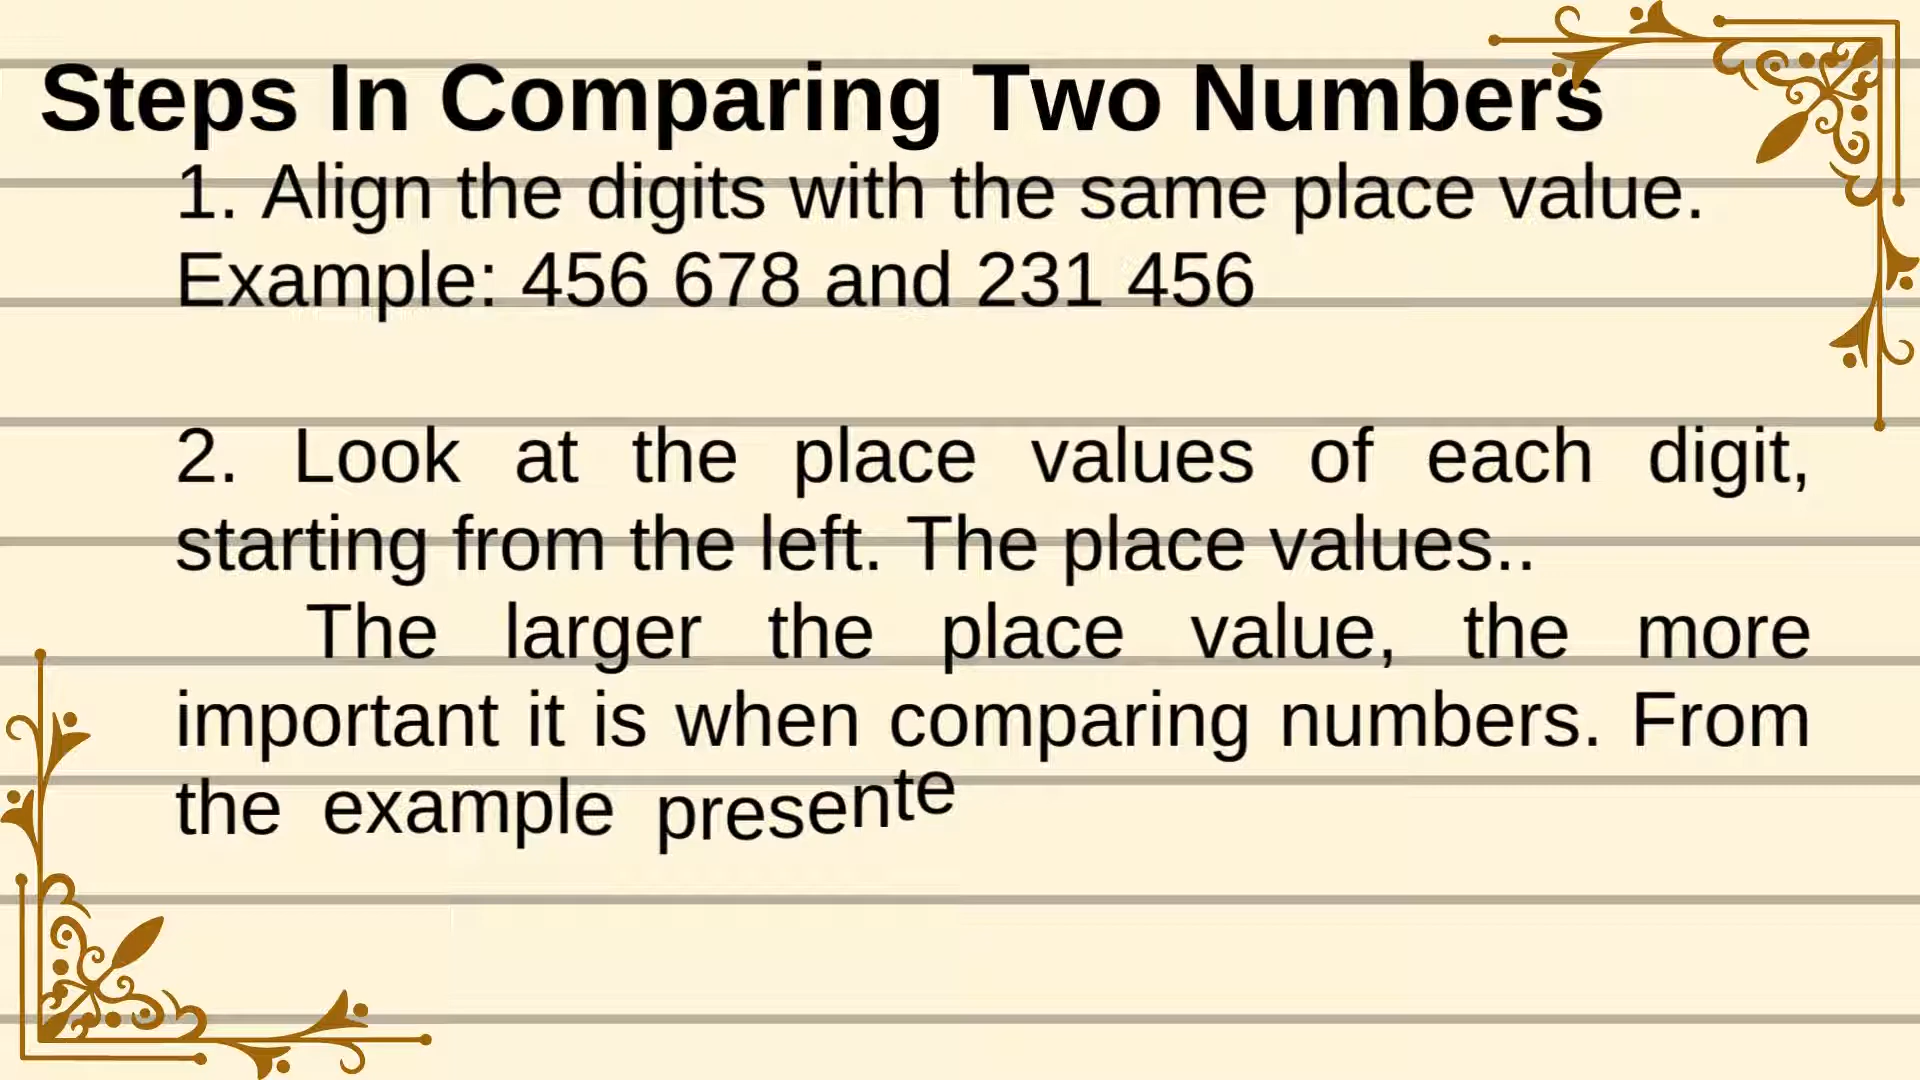 Steps In Comparing Two Numbers
1. Align the digits with the same place value.
Example: 456 678 and 231 456
2. Look at the place values of each digit,
starting from the left. The place values..
The larger the place value, the more
important it is when comparing numbers. From
the example presente